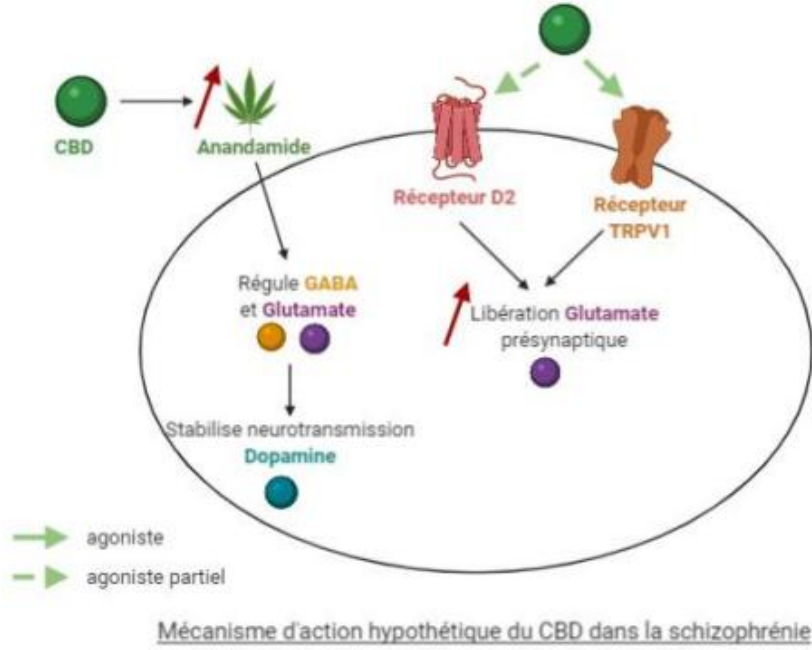 CBD
Anandamide
Récepteur D2
Récepteur
TRPV1
Régule GABA
et Glutamate
Libération Glutamate
présynaptique
Stabilise neurotransmission
Dopamine
agoniste
agoniste partiel
Mécanisme d'action hypothétique du CBD dans la schizophrénie